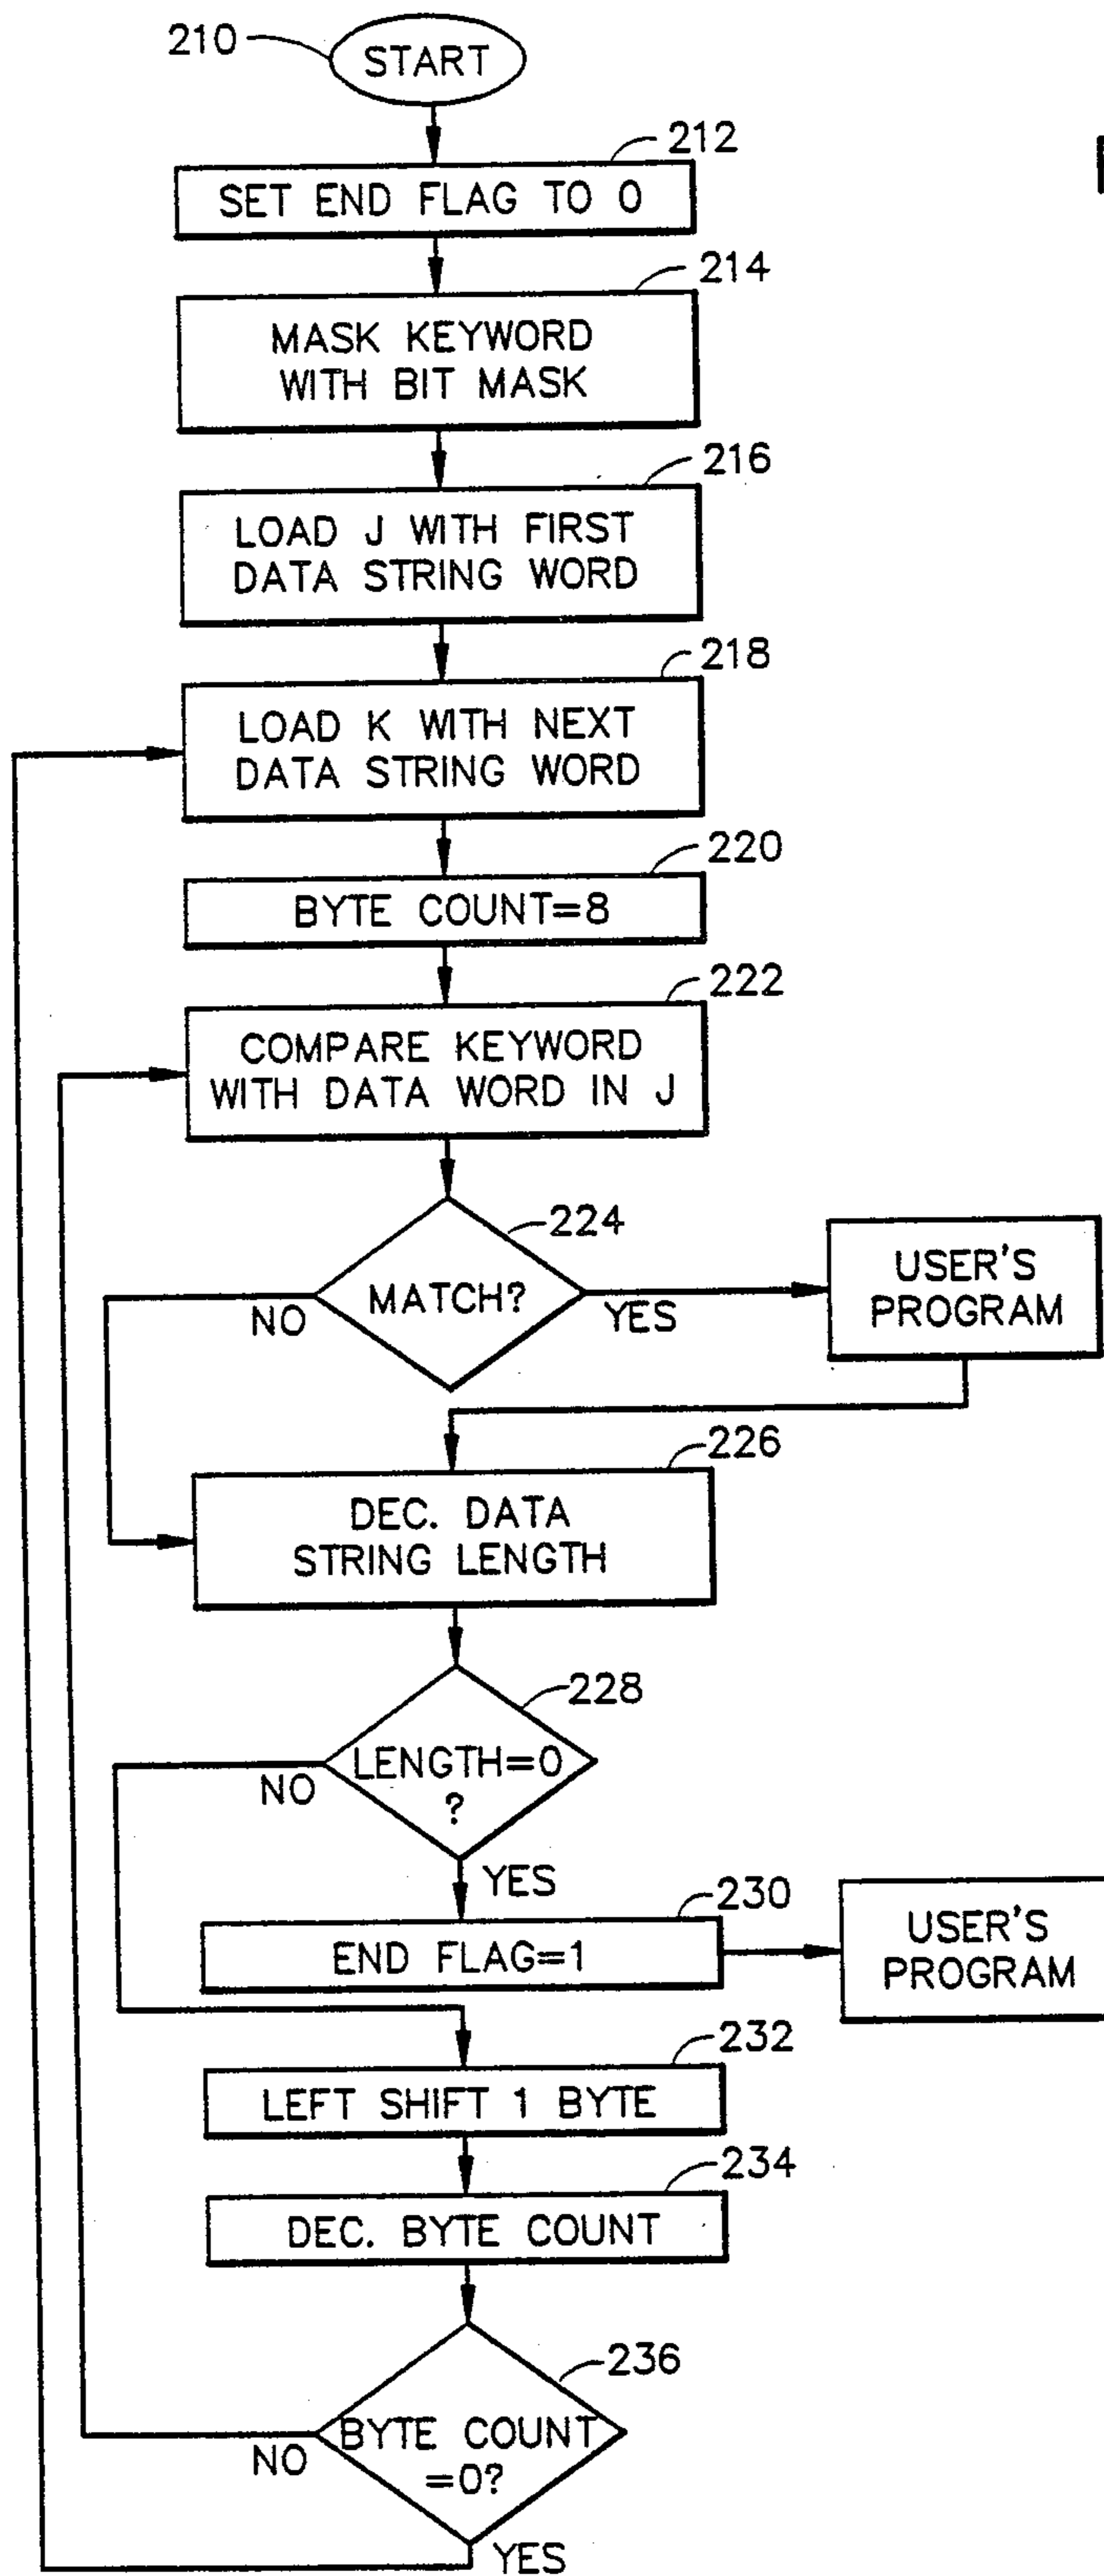 210
START
212
SET END FLAG TO 0
214
MASK KEYWORD
WITH BIT MASK
216
LOAD J WITH FIRST
DATA STRING WORD
218
LOAD K WITH NEXT
DATA STRING WORD
220
BYTE COUNT=8
222
COMPARE KEYWORD
WITH DATA WORD IN J
224
MATCH?
NO
YES
USER'S
PROGRAM
226
DEC. DATA
STRING LENGTH
228
LENGTH=0
?
NO
YES
230
END FLAG=1
USER'S
PROGRAM
232
LEFT SHIFT 1 BYTE
234
DEC. BYTE COUNT
236
BYTE COUNT
=0?
NO
YES